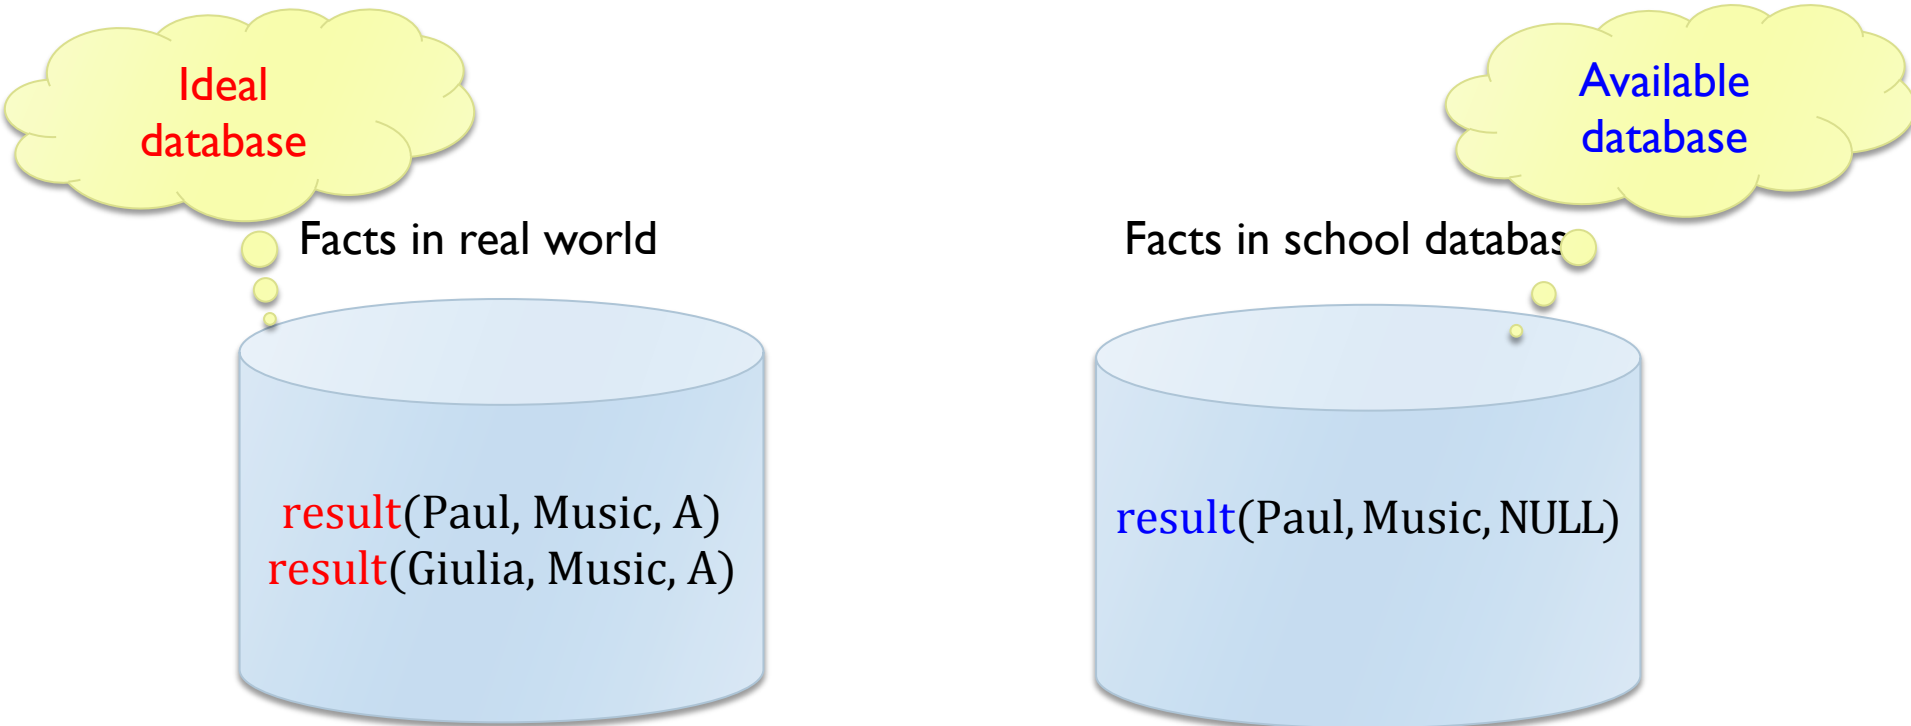 Ideal
database
Available
database
Facts in real world
Facts in school databas
result(Paul, Music, A)
result(Giulia, Music, A)
result(Paul, Music, NULL)